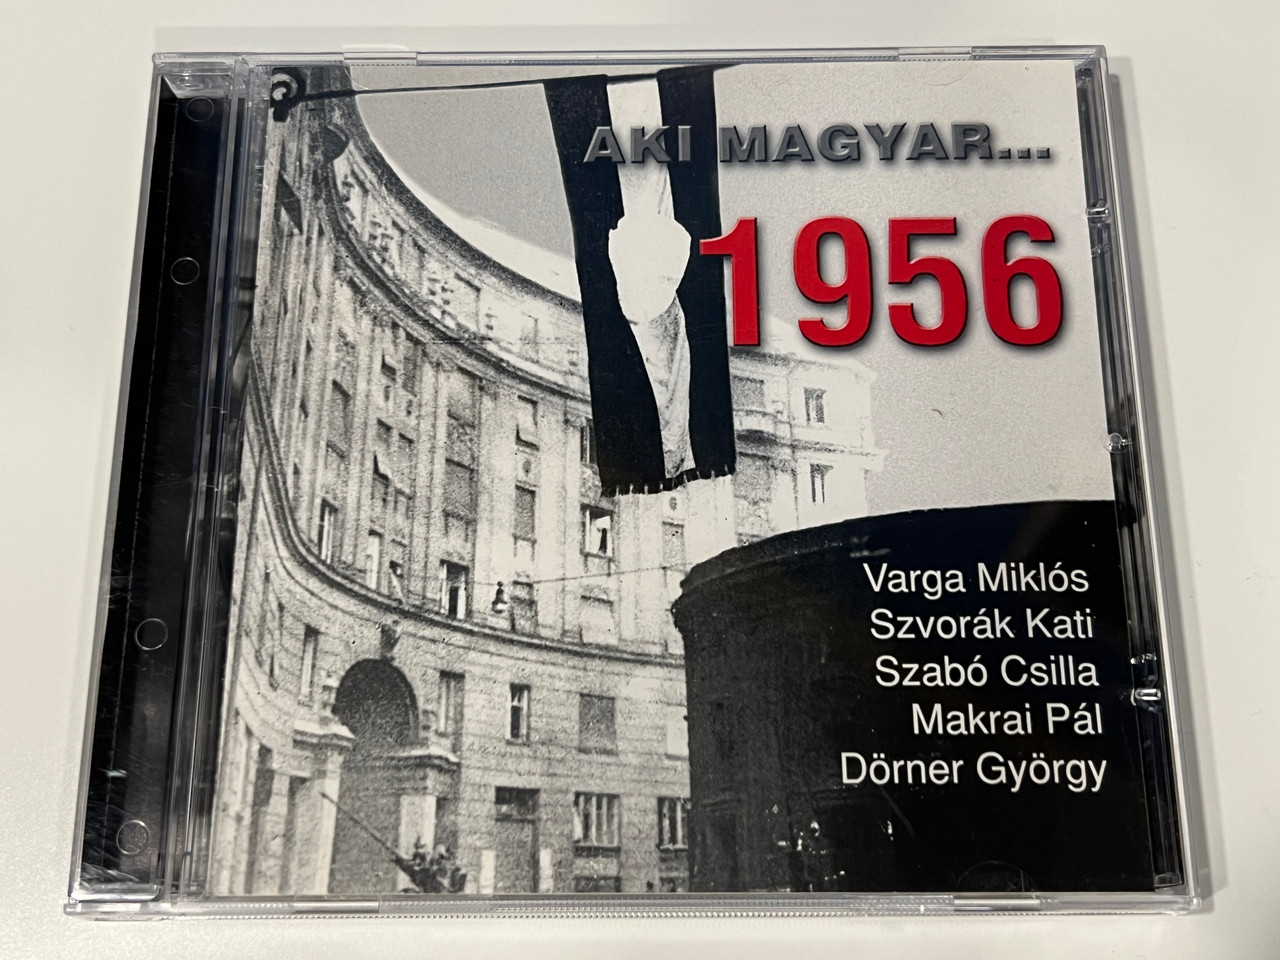 AKI MAGYAR...
1956
Varga Miklós
Szvorák Kati
Szabó Csilla
Makrai Pál
Dörner György